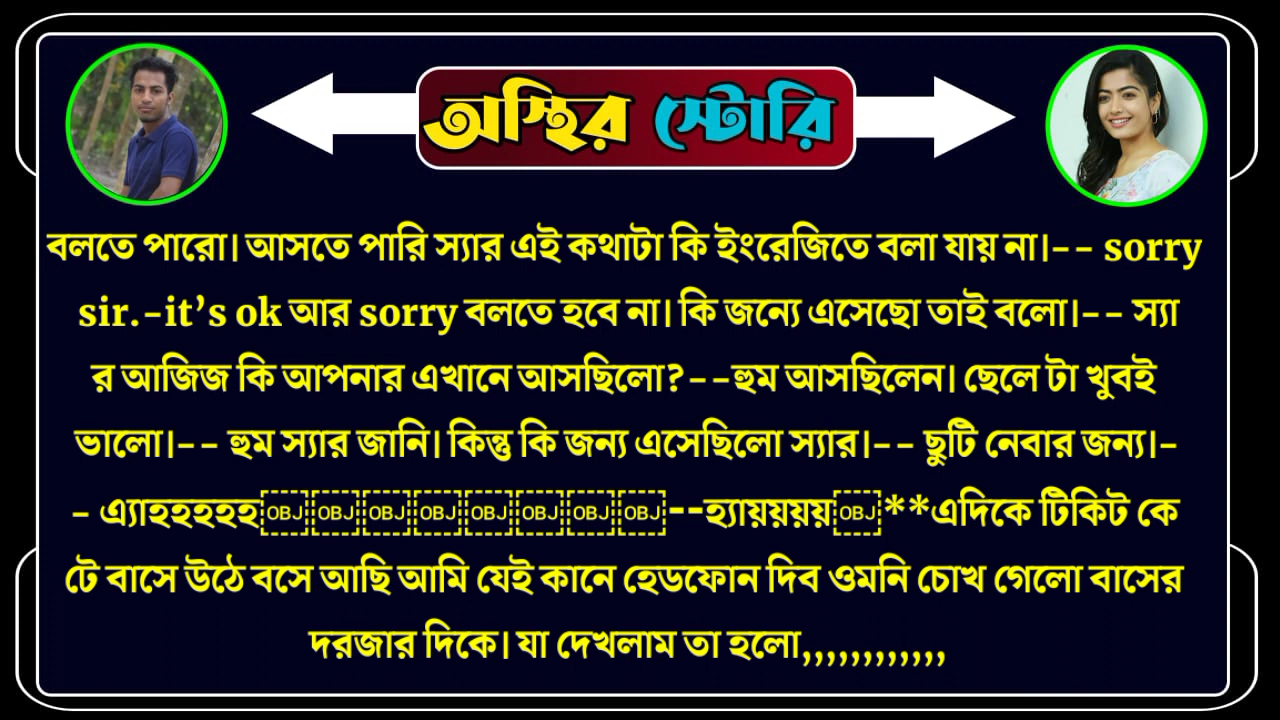 অস্থির স্টোরি
বলতে পারো। আসতে পারি স্যার এই কথাটা কি ইংরেজিতে বলা যায় না।-- sorry
sir.-it’s ok আর sorry বলতে হবে না। কি জন্যে এসেছো তাই বলো।-- স্যা
র আজিজ কি আপনার এখানে আসছিলো?--হুম আসছিলেন। ছেলে টা খুবই
ভালো।-- হুম স্যার জানি। কিন্তু কি জন্য এসেছিলো স্যার।-- ছুটি নেবার জন্য।-
- এ্যাহহহহহ￼￼￼￼￼￼￼￼--হ্যায়য়য়য়￼**এদিকে টিকিট কে
টে বাসে উঠে বসে আছি আমি যেই কানে হেডফোন দিব ওমনি চোখ গেলো বাসের
দরজার দিকে। যা দেখলাম তা হলো,,,,,,,,,,,,